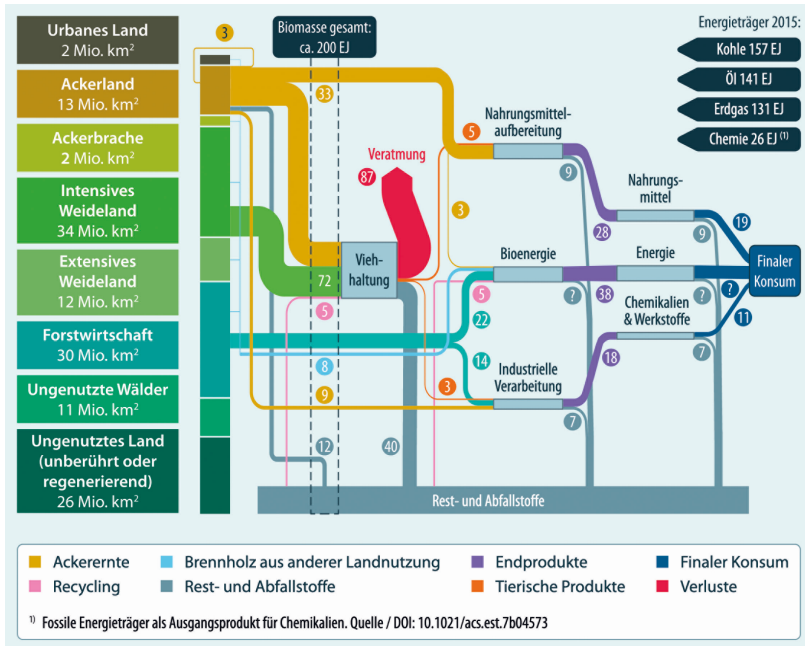 Urbanes Land
2 Mio. km²
Ackerland
13 Mio. km²
Ackerbrache
2 Mio. km²
Intensives
Weideland
34 Mio. km²
Extensives
Weideland
12 Mio. km²
Forstwirtschaft
30 Mio. km²
Ungenutzte Wälder
11 Mio. km²
Ungenutztes Land
(unberührt oder
regenerierend)
26 Mio. km²
3
Biomasse gesamt:
ca. 200 EJ
33
72
5
8
9
12
Veratmung
87
Vieh-
haltung
40
5
3
5
22
14
3
Nahrungsmittel-
aufbereitung
9
Bioenergie
?
Industrielle
Verarbeitung
7
28
38
18
Nahrungs-
mittel
9
Energie
?
Chemikalien
& Werkstoffe
7
19
?
11
Finaler
Konsum
Energieträger 2015:
Kohle 157 EJ
Öl 141 EJ
Erdgas 131 EJ
Chemie 26 EJ (1)
Rest- und Abfallstoffe
Ackerernte
Brennholz aus anderer Landnutzung
Endprodukte
Finaler Konsum
Recycling
Rest- und Abfallstoffe
Tierische Produkte
Verluste
1) Fossile Energieträger als Ausgangsprodukt für Chemikalien. Quelle / DOI: 10.1021/acs.est.7b04573